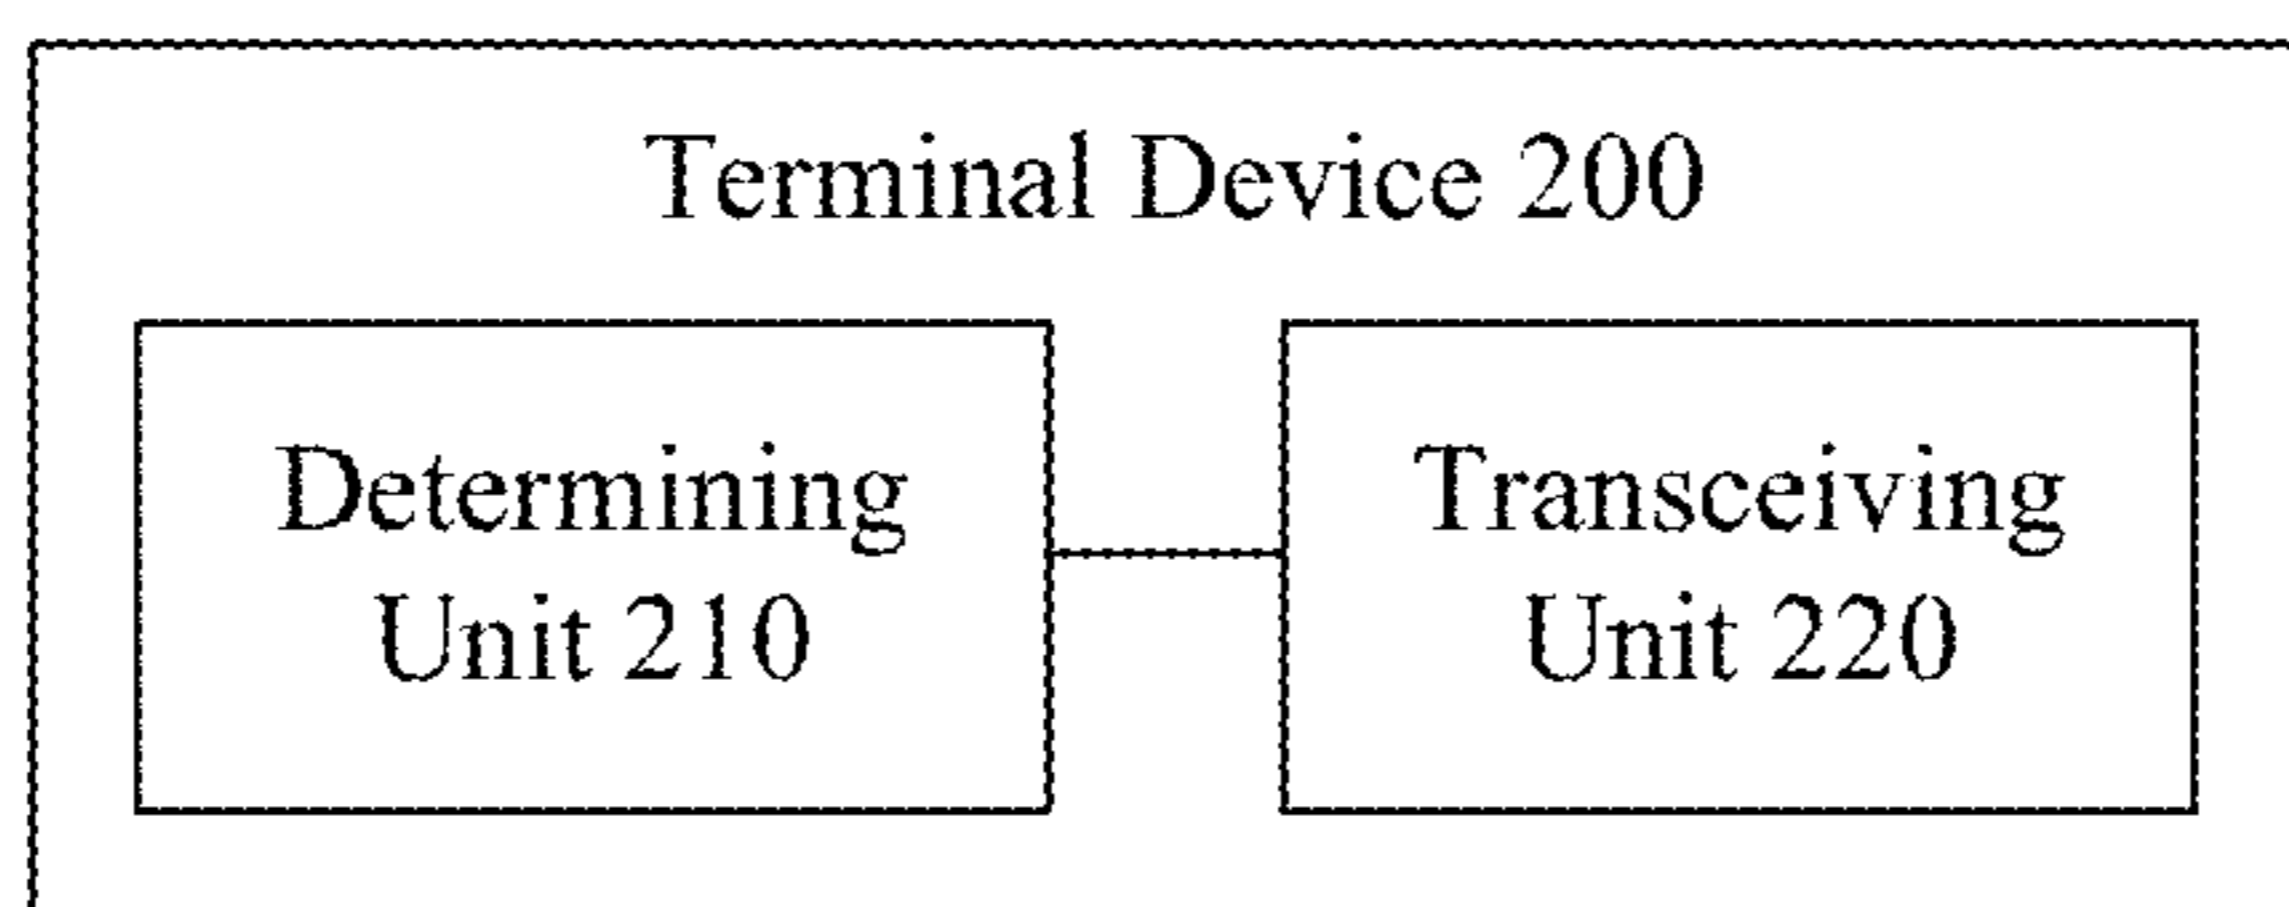 Terminal Device 200
Determining
Unit 210
Transceiving
Unit 220